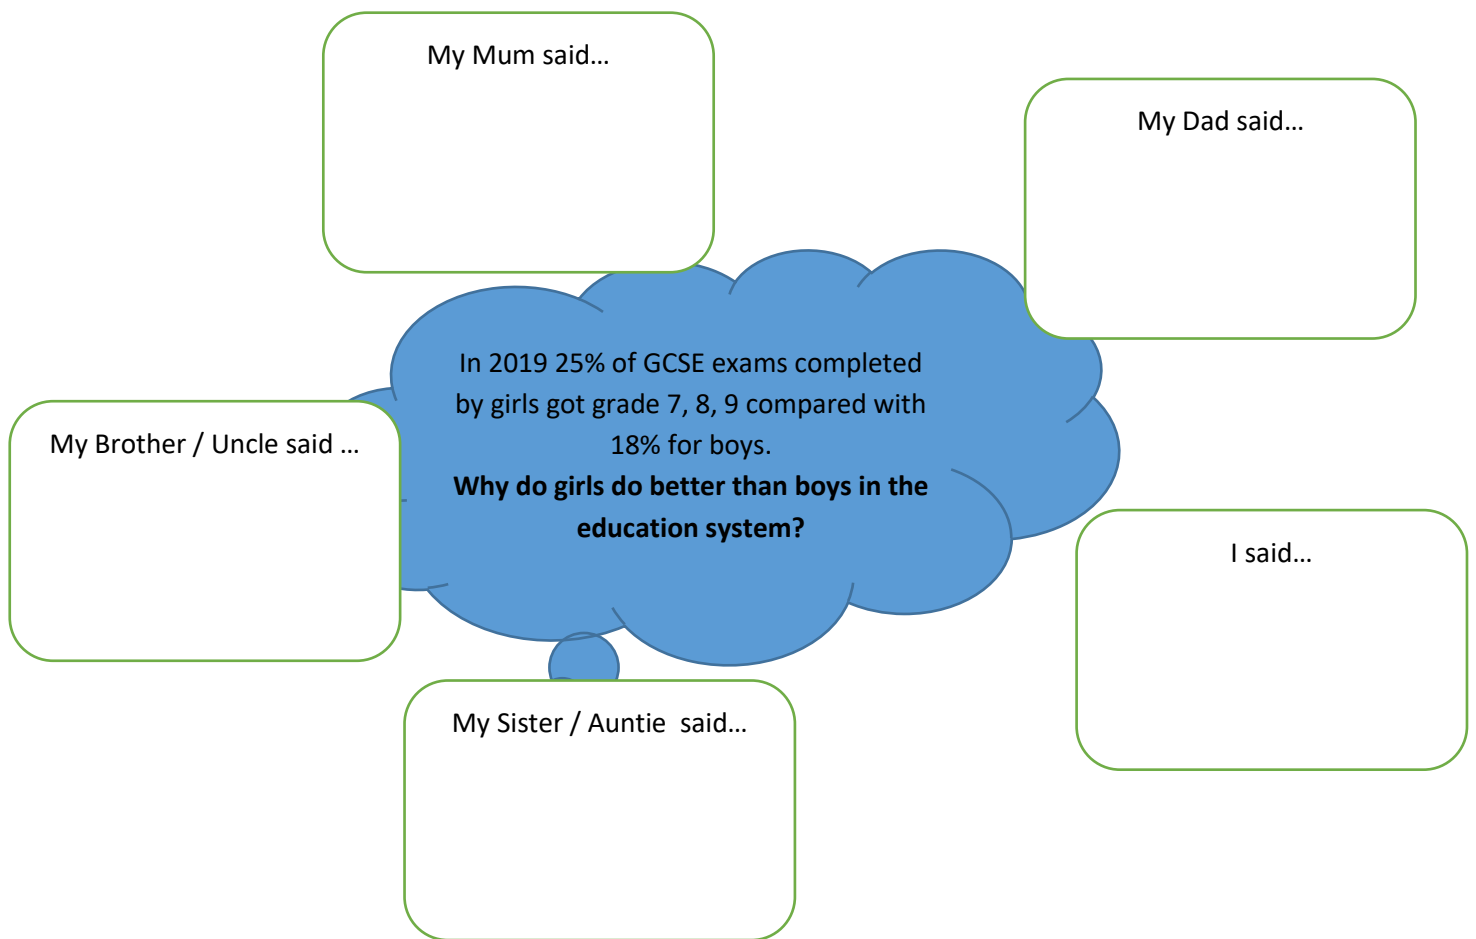 My Mum said…
My Dad said…
In 2019 25% of GCSE exams completed
by girls got grade 7, 8, 9 compared with
18% for boys.
Why do girls do better than boys in the
education system?
My Brother / Uncle said …
I said…
My Sister / Auntie  said…